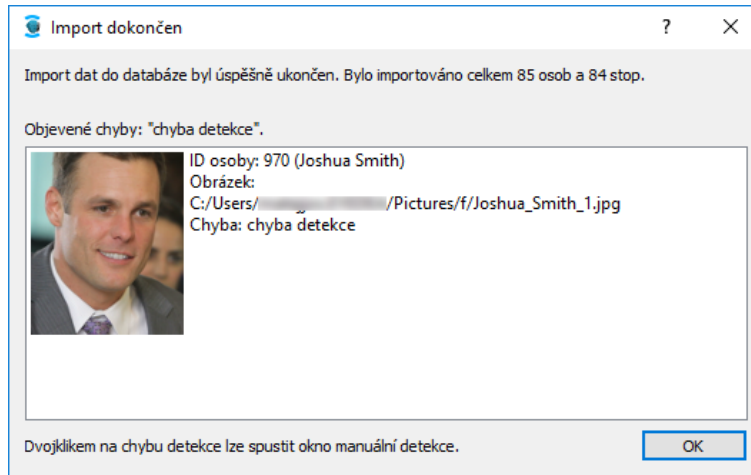 Import dokončen
Import dat do databáze byl úspěšně ukončen. Bylo importováno celkem 85 osob a 84 stop.
Objevené chyby: "chyba detekce".
ID osoby: 970 (Joshua Smith)
Obrázek:
C:/Users/ /Pictures/f/Joshua_Smith_1.jpg
Chyba: chyba detekce
Dvojklikem na chybu detekce lze spustit okno manuální detekce.
OK